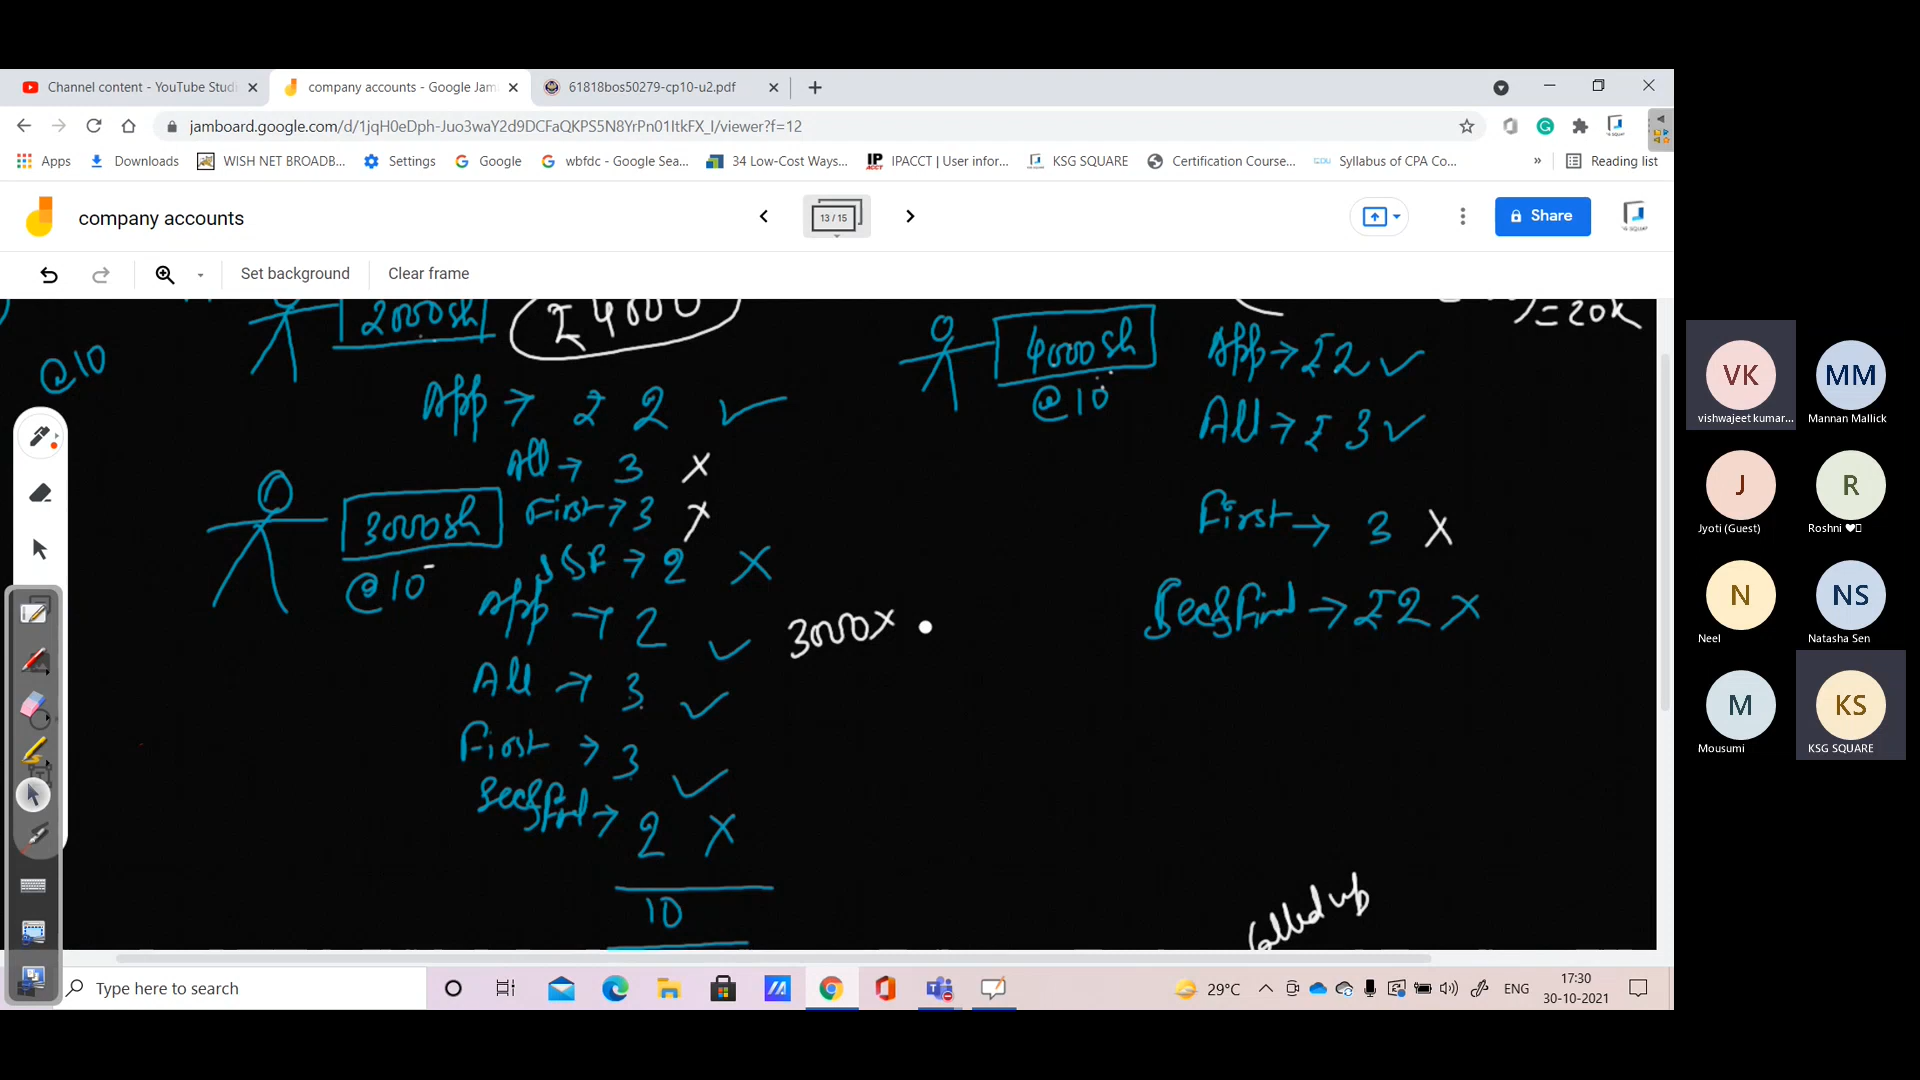 Channel content - YouTube Studi
company accounts - Google Jam
61818bos50279-cp10-u2.pdf
jamboard.google.com/d/1jqH0eDph-Juo3waY2d9DCFaQKPS5N8YrPn01ItkFX_I/viewer?f=12
Apps
Downloads
WISH NET BROADB...
Settings
Google
wbfdc - Google Sea...
34 Low-Cost Ways...
IPACCT | User infor...
KSG SQUARE
Certification Course...
Syllabus of CPA Co...
»
Reading list
company accounts
13 / 15
Share
Set background
Clear frame
2000sh
₹4000
= 20k
@10
App → ₹ 2 ✓
All → 3 X
First → 3 X
S&F → 2 X
3000sh
@10
App → 2 ✓
3000x
All → 3 ✓
First → 3 ✓
Sec&Final → 2 X
10
4000sh
@10
App → ₹2 ✓
All → ₹3 ✓
First → 3 X
Sec&Final → ₹2 X
Called up
VK
vishwajeet kumar...
MM
Mannan Mallick
J
Jyoti (Guest)
R
Roshni ❤
N
Neel
NS
Natasha Sen
M
Mousumi
KS
KSG SQUARE
Type here to search
29°C
ENG
17:30
30-10-2021